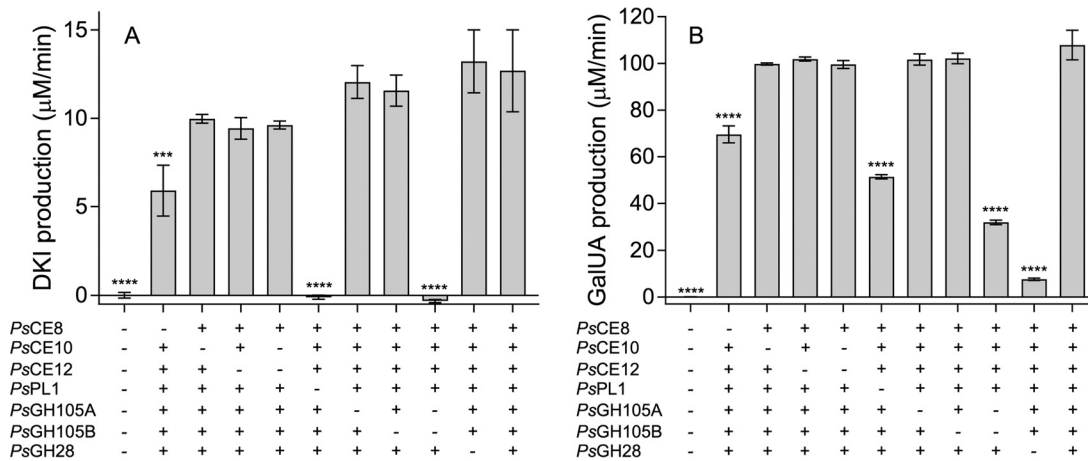 A
DKI production (µM/min)
15
10
5
0
****
***
****
****
PsCE8 - - + + + + + + + + +
PsCE10 - + - + - + + + + + +
PsCE12 - + + - - + + + + + +
PsPL1 - + + + + - + + + + +
PsGH105A - + + + + + - + - + +
PsGH105B - + + + + + + - - + +
PsGH28 - + + + + + + + + - +
B
GalUA production (µM/min)
120
100
80
60
40
20
0
****
****
****
****
****
PsCE8 - - + + + + + + + + +
PsCE10 - + - + - + + + + + +
PsCE12 - + + - - + + + + + +
PsPL1 - + + + + - + + + + +
PsGH105A - + + + + + - + - + +
PsGH105B - + + + + + + - - + +
PsGH28 - + + + + + + + + - +